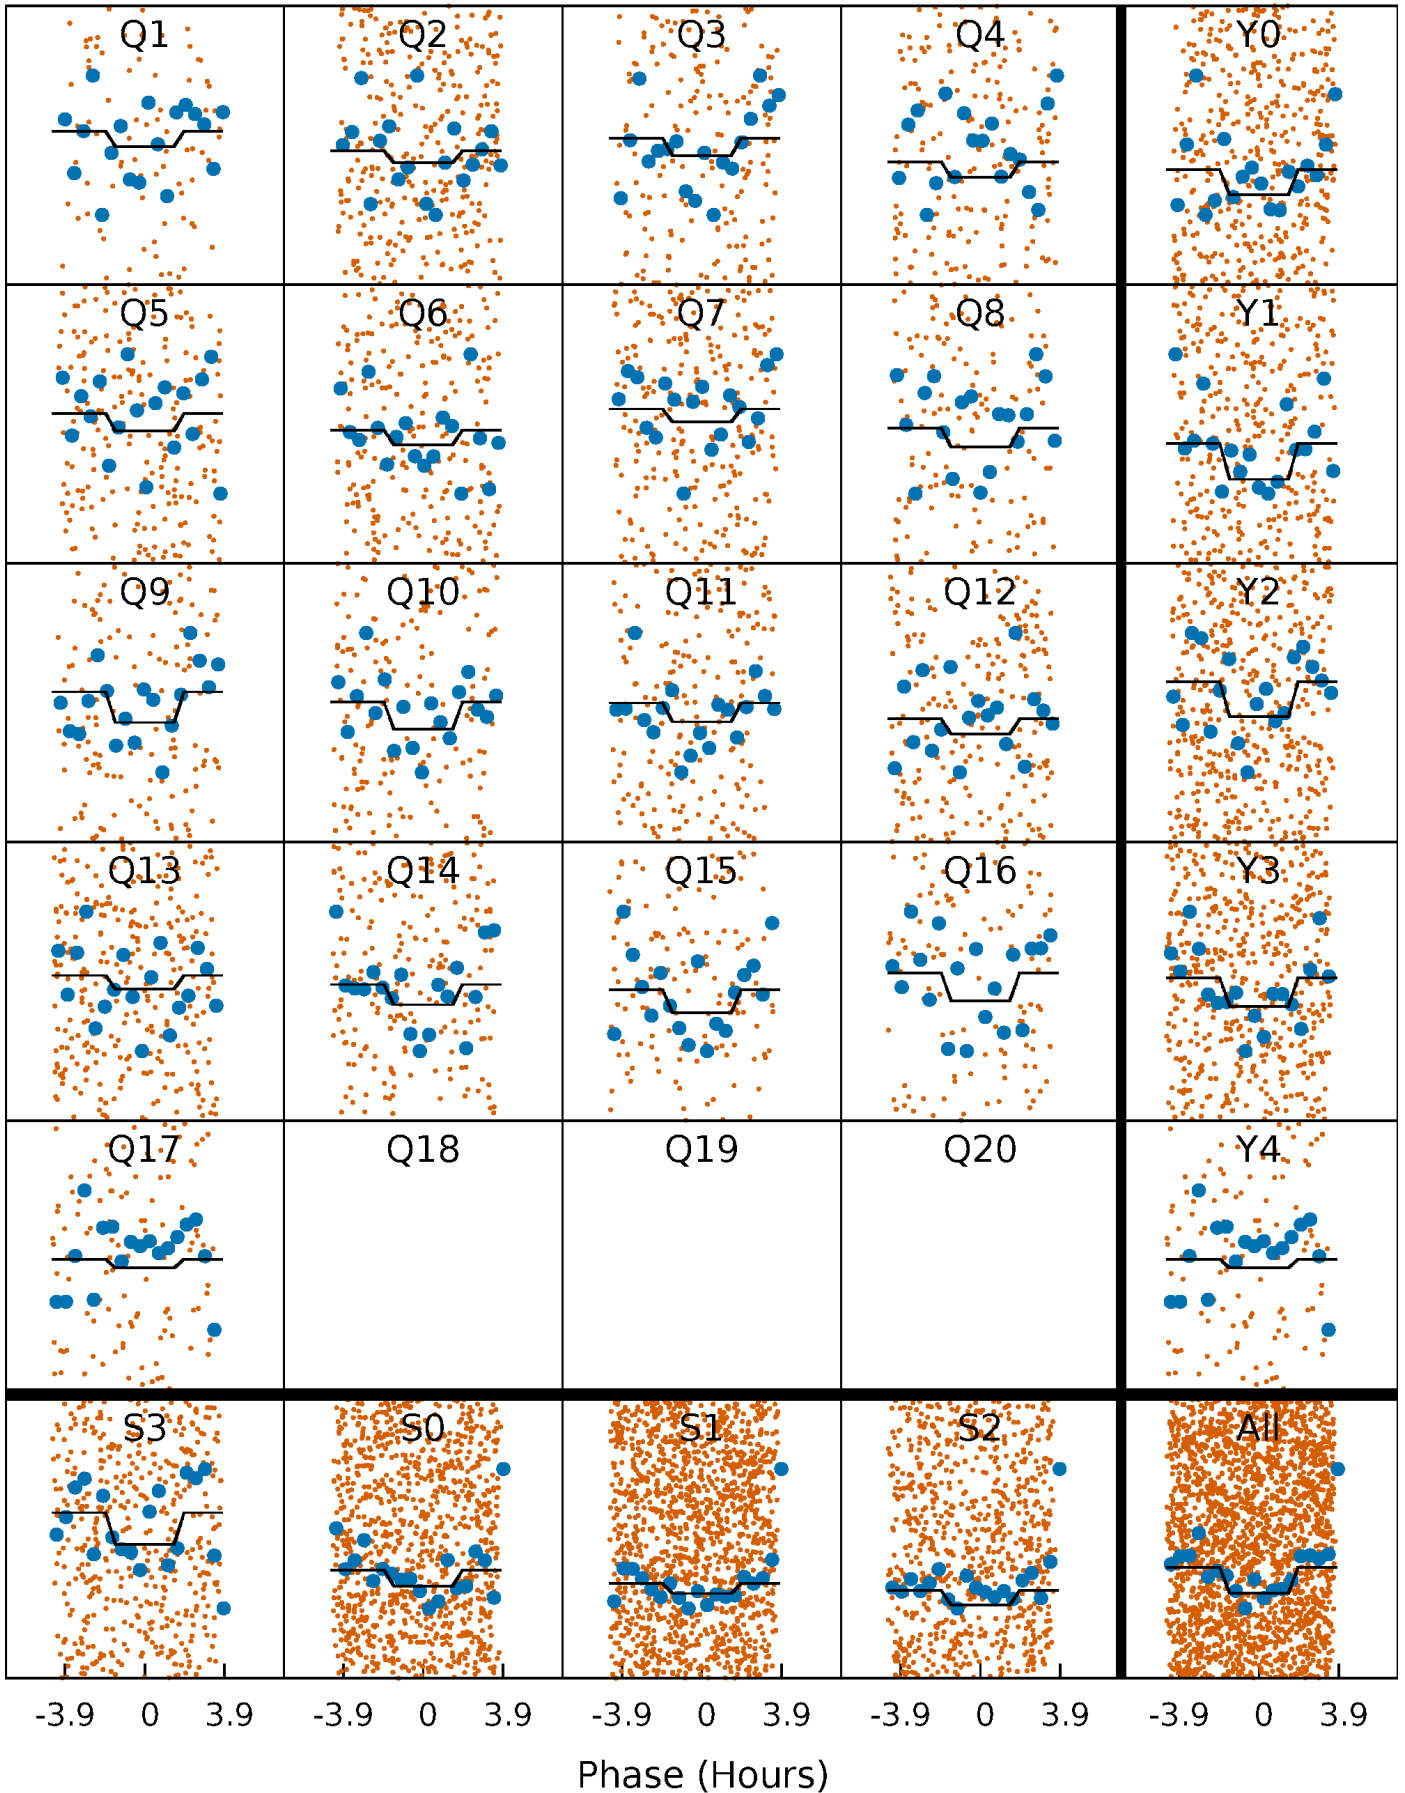 Q1 Q2 Q3 Q4 Y0
Q5 Q6 Q7 Q8 Y1
Q9 Q10 Q11 Q12 Y2
Q13 Q14 Q15 Q16 Y3
Q17 Q18 Q19 Q20 Y4
S3 S0 S1 S2 All
-3.9 0 3.9 -3.9 0 3.9 -3.9 0 3.9 -3.9 0 3.9 -3.9 0 3.9
Phase (Hours)